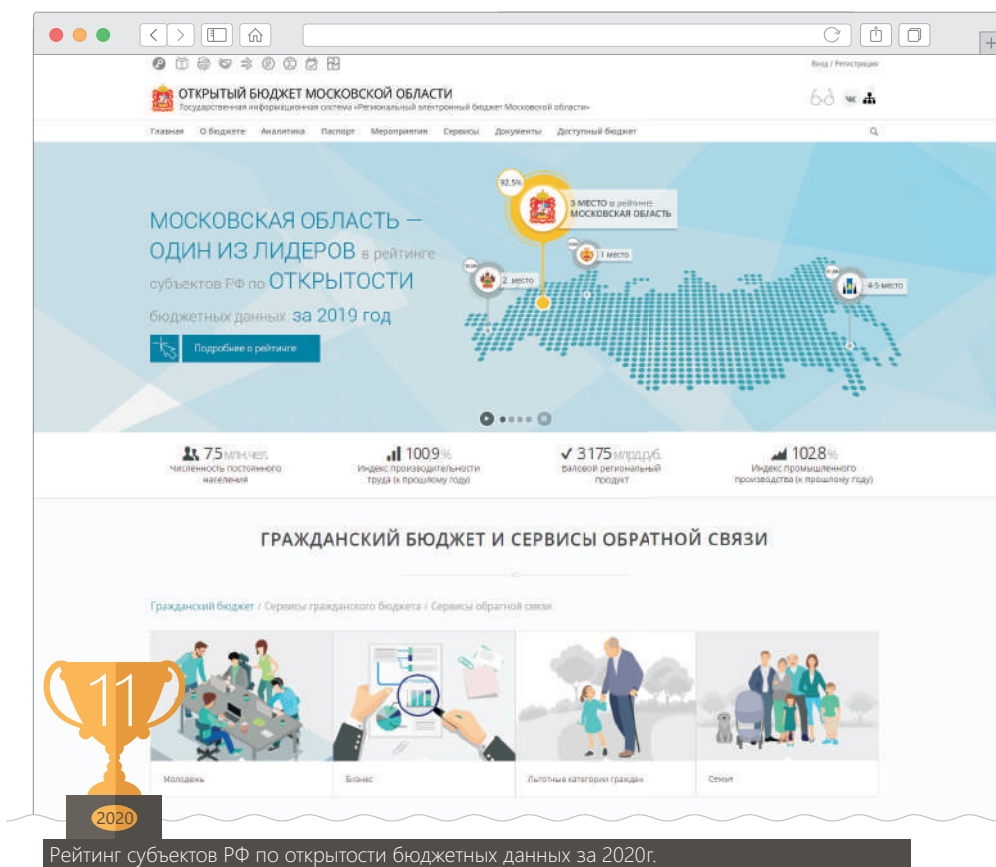 Вход / Регистрация
ОТКРЫТЫЙ БЮДЖЕТ МОСКОВСКОЙ ОБЛАСТИ
Государственная информационная система «Региональный электронный бюджет Московской области»
Главная О бюджете Аналитика Паспорт Мероприятия Сервисы Документы Доступный бюджет
МОСКОВСКАЯ ОБЛАСТЬ —
ОДИН ИЗ ЛИДЕРОВ в рейтинге
субъектов РФ по ОТКРЫТОСТИ
бюджетных данных за 2019 год
Подробнее о рейтинге
92,5%
3 МЕСТО в рейтинге
МОСКОВСКАЯ ОБЛАСТЬ
1 место
2 место
4-5 место
7.5 млн.чел.
Численность постоянного
населения
100.9 %
Индекс производительности
труда (к прошлому году)
3 175 млрд.руб.
Валовой региональный
продукт
102.8 %
Индекс промышленного
производства (к прошлому году)
ГРАЖДАНСКИЙ БЮДЖЕТ И СЕРВИСЫ ОБРАТНОЙ СВЯЗИ
Гражданский бюджет / Сервисы гражданского бюджета / Сервисы обратной связи
Молодежь
Бизнес
Льготные категории граждан
Семья
11
2020
Рейтинг субъектов РФ по открытости бюджетных данных за 2020г.